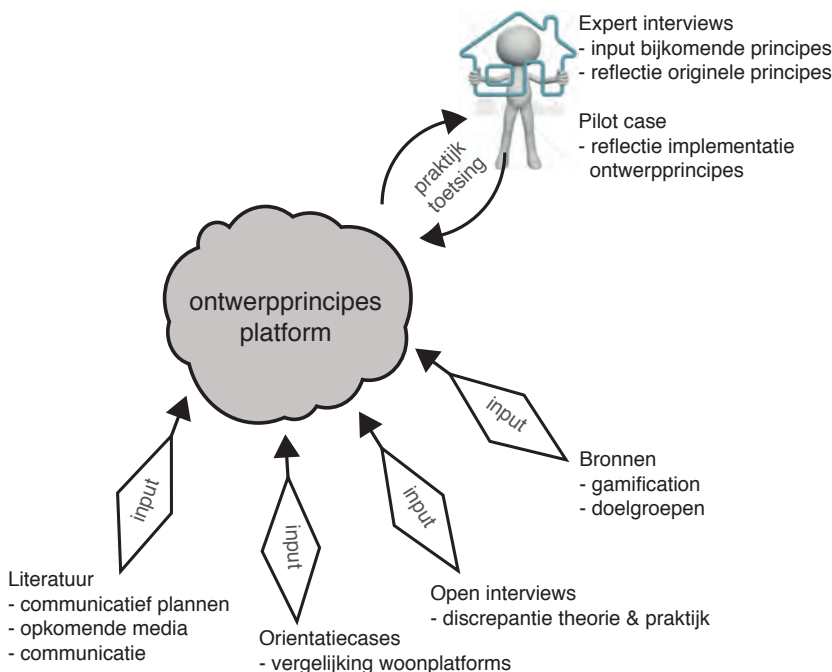 Expert interviews
- input bijkomende principes
- reflectie originele principes
Pilot case
- reflectie implementatie
ontwerpprincipes
praktijk
toetsing
ontwerpprincipes
platform
input
input
input
input
Bronnen
- gamification
- doelgroepen
Open interviews
- discrepantie theorie & praktijk
Literatuur
- communicatief plannen
- opkomende media
- communicatie
Orientatiecases
- vergelijking woonplatforms